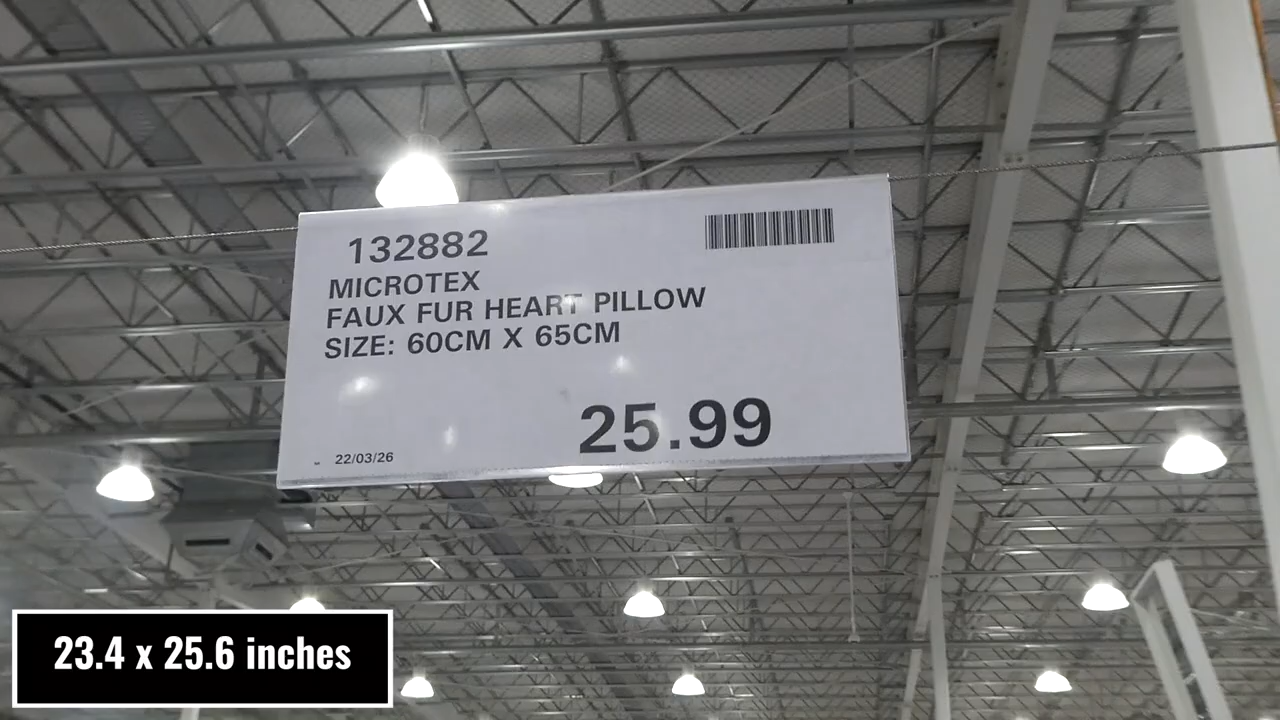 132882
MICROTEX
FAUX FUR HEART PILLOW
SIZE: 60CM X 65CM
25.99
22/03/26
23.4 x 25.6 inches